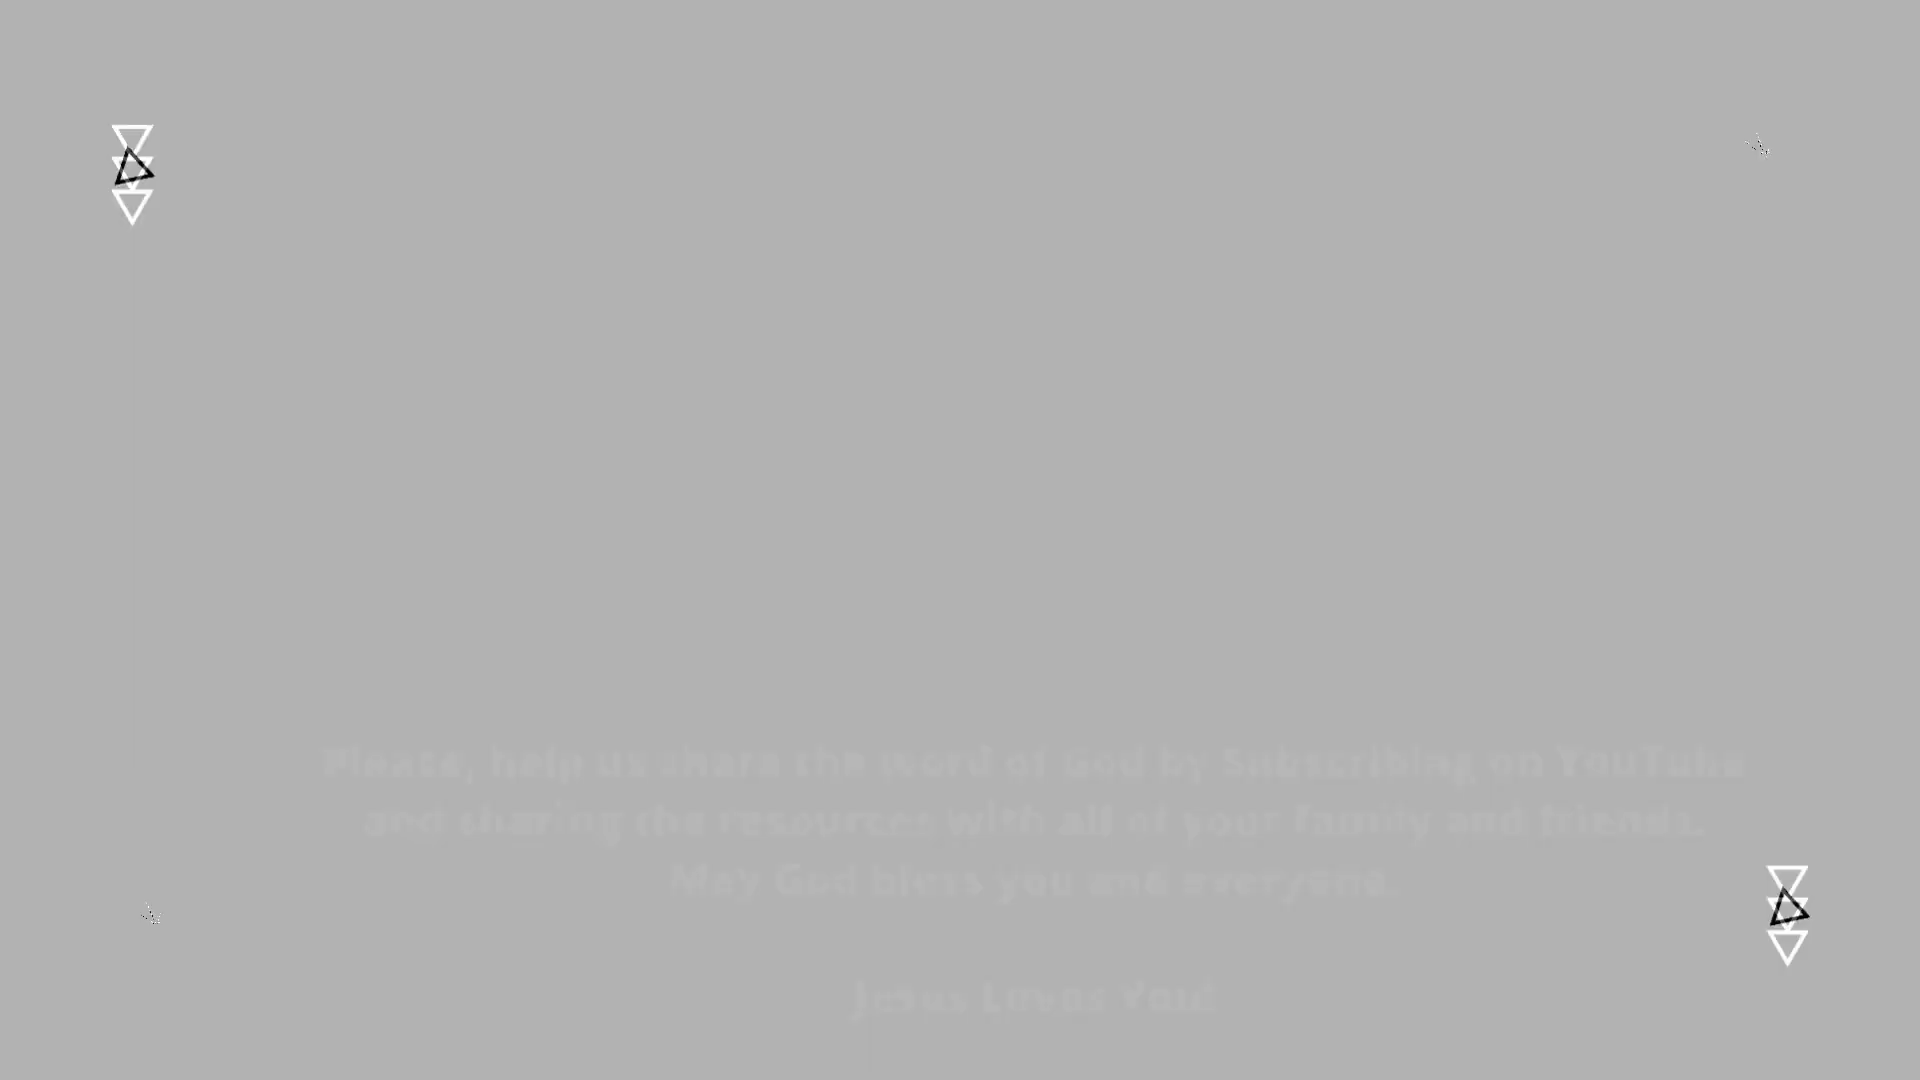 Please, help us share the word of God by Subscribing on YouTube
and sharing the resources with all of your family and friends.
May God bless you and everyone.
Jesus Loves You!